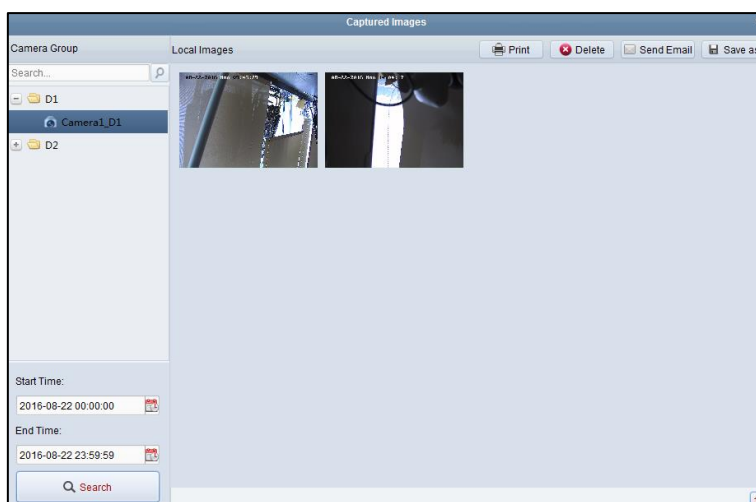 Captured Images
Camera Group
Local Images
Print
Delete
Send Email
Save as
Search...
D1
Camera1_D1
D2
Start Time:
2016-08-22 00:00:00
End Time:
2016-08-22 23:59:59
Search